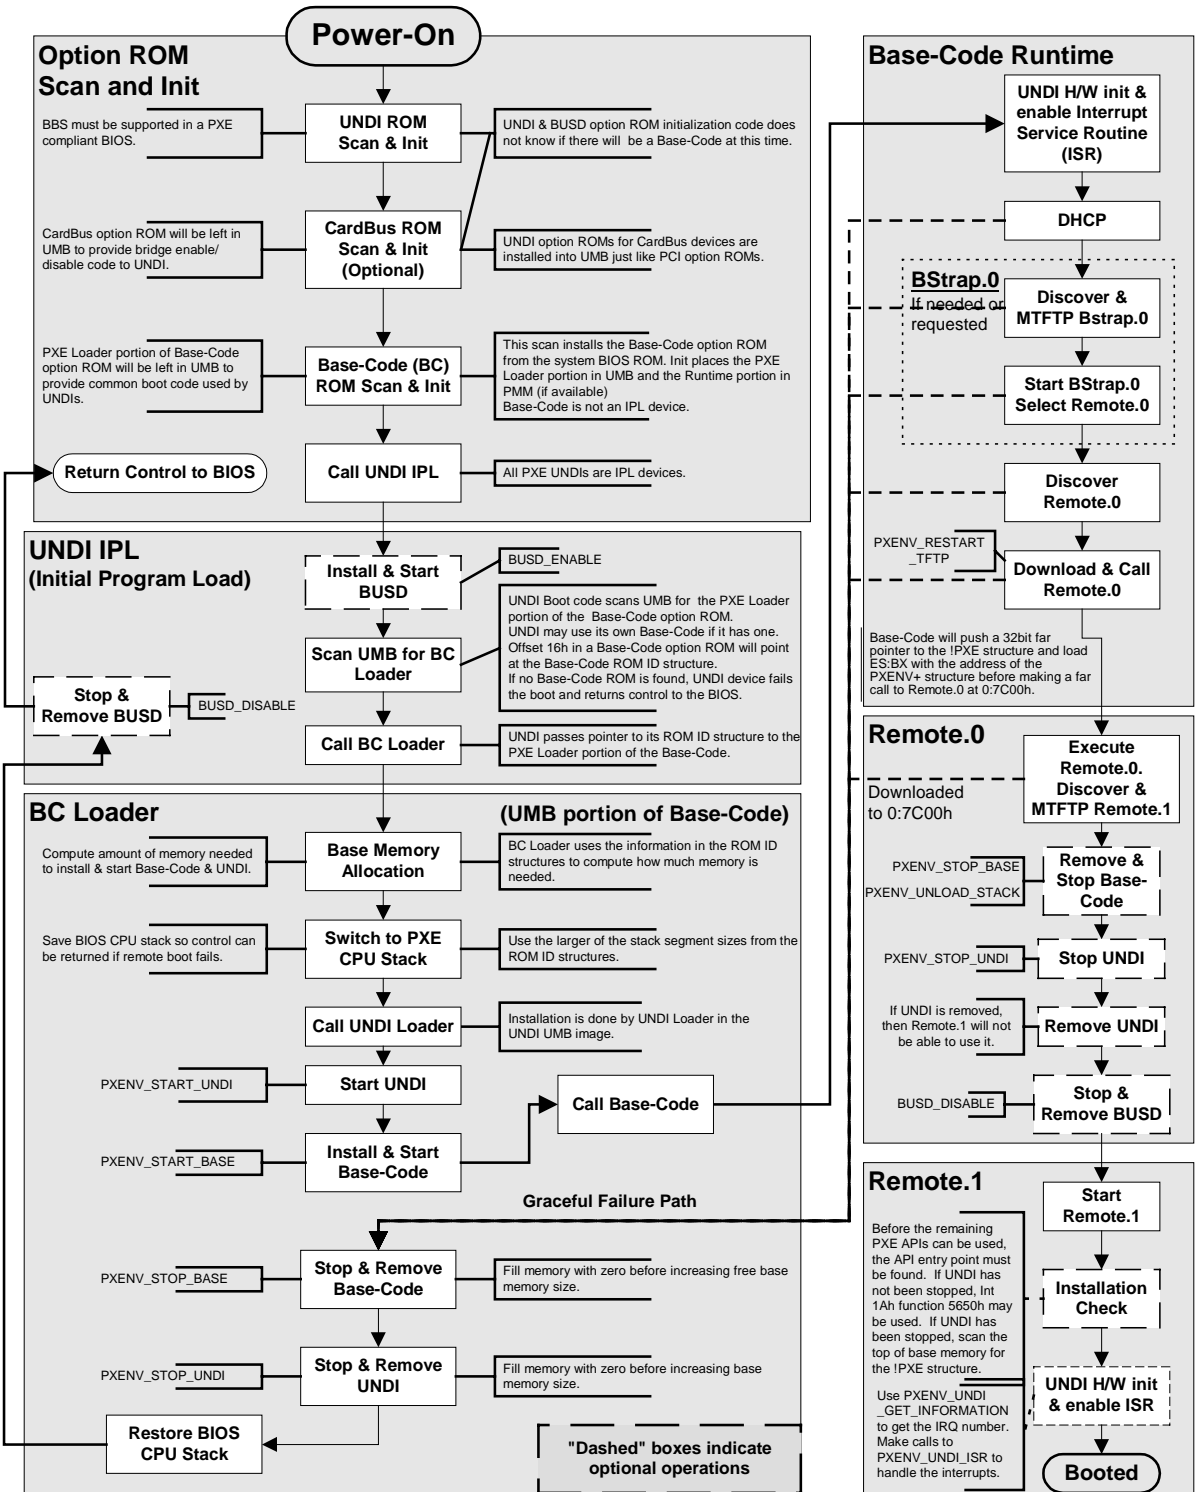 Power-On
Option ROM
Scan and Init
BBS must be supported in a PXE
compliant BIOS.
UNDI ROM
Scan & Init
UNDI & BUSD option ROM initialization code does
not know if there will be a Base-Code at this time.
CardBus option ROM will be left in
UMB to provide bridge enable/
disable code to UNDI.
CardBus ROM
Scan & Init
(Optional)
UNDI option ROMs for CardBus devices are
installed into UMB just like PCI option ROMs.
PXE Loader portion of Base-Code
option ROM will be left in UMB to
provide common boot code used by
UNDIs.
Base-Code (BC)
ROM Scan & Init
This scan installs the Base-Code option ROM
from the system BIOS ROM. Init places the PXE
Loader portion in UMB and the Runtime portion in
PMM (if available)
Base-Code is not an IPL device.
Return Control to BIOS
Call UNDI IPL
All PXE UNDIs are IPL devices.
UNDI IPL
(Initial Program Load)
Install & Start
BUSD
BUSD_ENABLE
Scan UMB for BC
Loader
UNDI Boot code scans UMB for the PXE Loader
portion of the Base-Code option ROM.
UNDI may use its own Base-Code if it has one.
Offset 16h in a Base-Code option ROM will point
at the Base-Code ROM ID structure.
If no Base-Code ROM is found, UNDI device fails
the boot and returns control to the BIOS.
Stop &
Remove BUSD
BUSD_DISABLE
Call BC Loader
UNDI passes pointer to its ROM ID structure to the
PXE Loader portion of the Base-Code.
BC Loader
(UMB portion of Base-Code)
Compute amount of memory needed
to install & start Base-Code & UNDI.
Base Memory
Allocation
BC Loader uses the information in the ROM ID
structures to compute how much memory is
needed.
Save BIOS CPU stack so control can
be returned if remote boot fails.
Switch to PXE
CPU Stack
Use the larger of the stack segment sizes from the
ROM ID structures.
Call UNDI Loader
Installation is done by UNDI Loader in the
UNDI UMB image.
PXENV_START_UNDI
Start UNDI
Call Base-Code
PXENV_START_BASE
Install & Start
Base-Code
Graceful Failure Path
PXENV_STOP_BASE
Stop & Remove
Base-Code
Fill memory with zero before increasing free base
memory size.
PXENV_STOP_UNDI
Stop & Remove
UNDI
Fill memory with zero before increasing base
memory size.
Restore BIOS
CPU Stack
"Dashed" boxes indicate
optional operations
Base-Code Runtime
UNDI H/W init &
enable Interrupt
Service Routine
(ISR)
DHCP
BStrap.0
If needed or
requested
Discover &
MTFTP Bstrap.0
Start BStrap.0
Select Remote.0
Discover
Remote.0
PXENV_RESTART
_TFTP
Download & Call
Remote.0
Base-Code will push a 32bit far
pointer to the !PXE structure and load
ES:BX with the address of the
PXENV+ structure before making a far
call to Remote.0 at 0:7C00h.
Remote.0
Downloaded
to 0:7C00h
Execute
Remote.0.
Discover &
MTFTP Remote.1
PXENV_STOP_BASE
PXENV_UNLOAD_STACK
Remove &
Stop Base-
Code
PXENV_STOP_UNDI
Stop UNDI
If UNDI is removed,
then Remote.1 will not
be able to use it.
Remove UNDI
BUSD_DISABLE
Stop &
Remove BUSD
Remote.1
Start
Remote.1
Before the remaining
PXE APIs can be used,
the API entry point must
be found. If UNDI has
not been stopped, Int
1Ah function 5650h may
be used. If UNDI has
been stopped, scan the
top of base memory for
the !PXE structure.
Installation
Check
Use PXENV_UNDI
_GET_INFORMATION
to get the IRQ number.
Make calls to
PXENV_UNDI_ISR to
handle the interrupts.
UNDI H/W init
& enable ISR
Booted